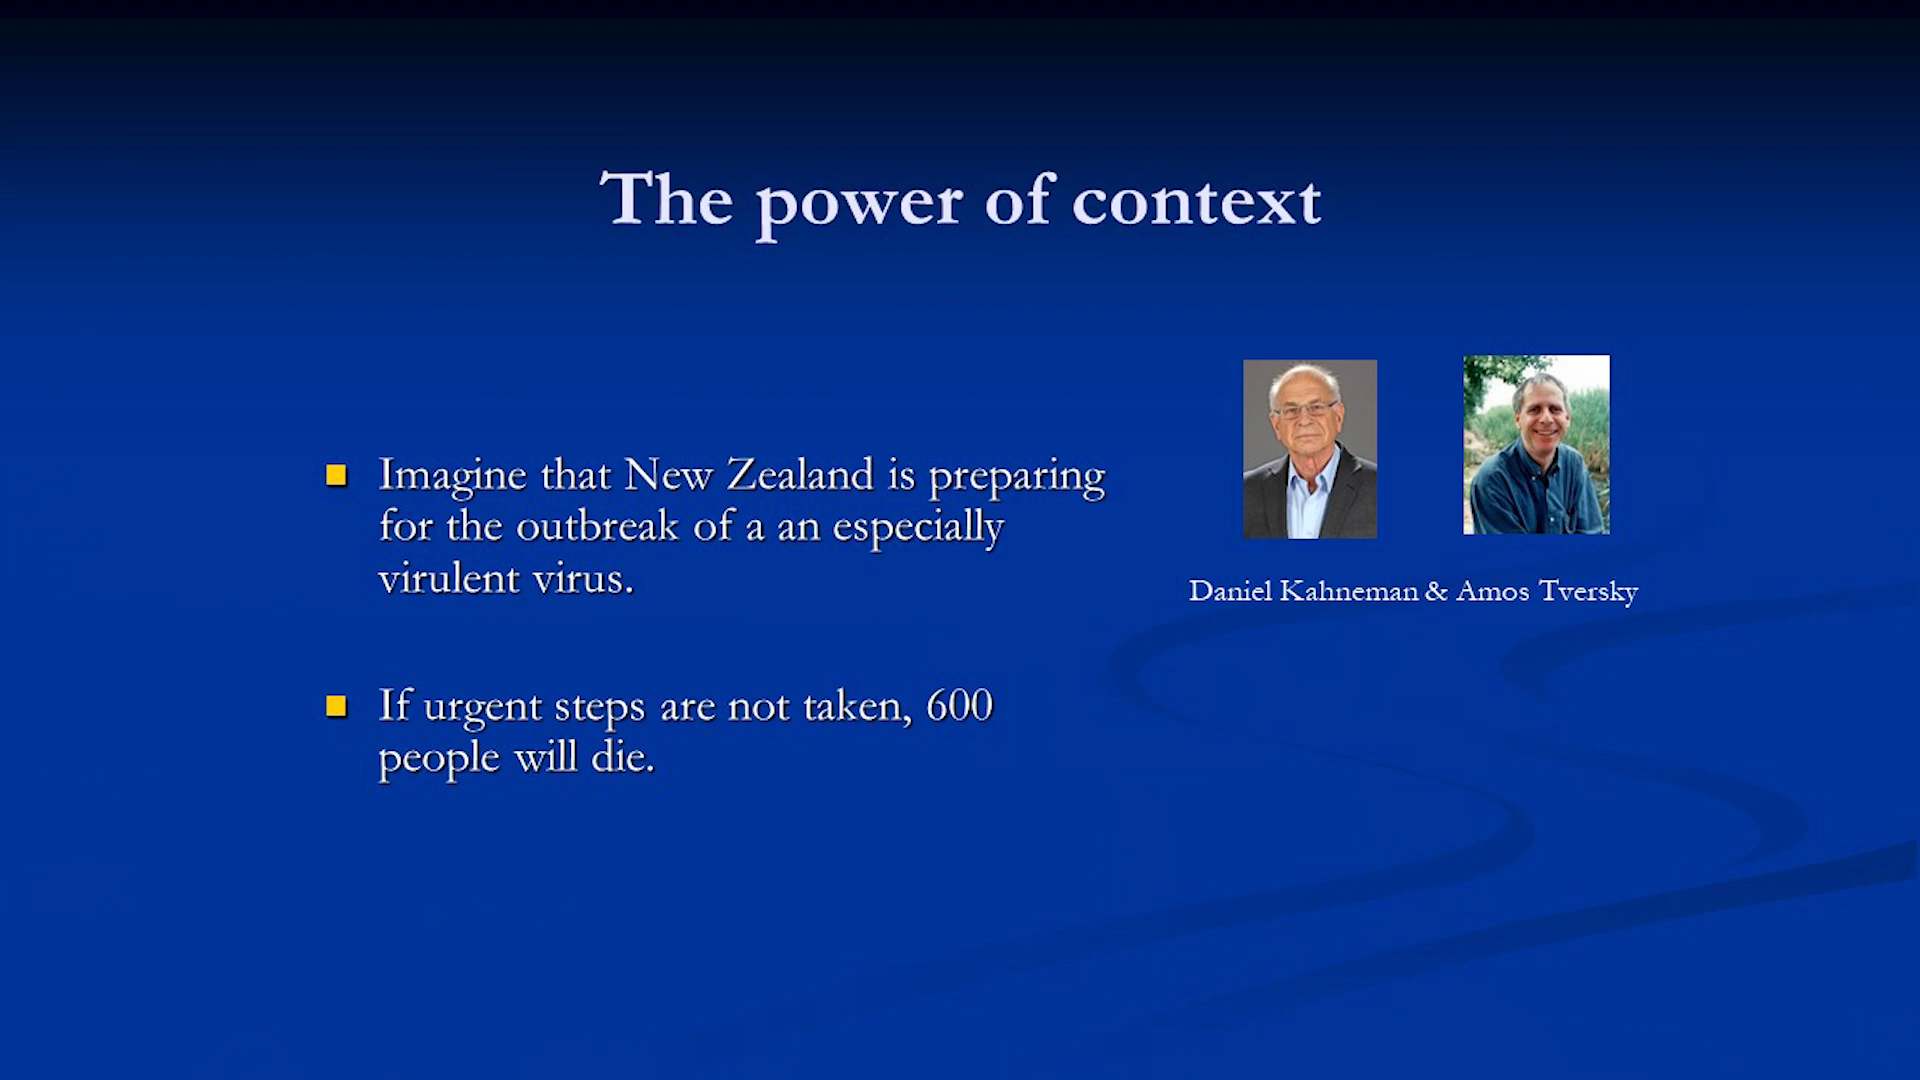 The power of context
Imagine that New Zealand is preparing
for the outbreak of a an especially
virulent virus.
If urgent steps are not taken, 600
people will die.
Daniel Kahneman & Amos Tversky